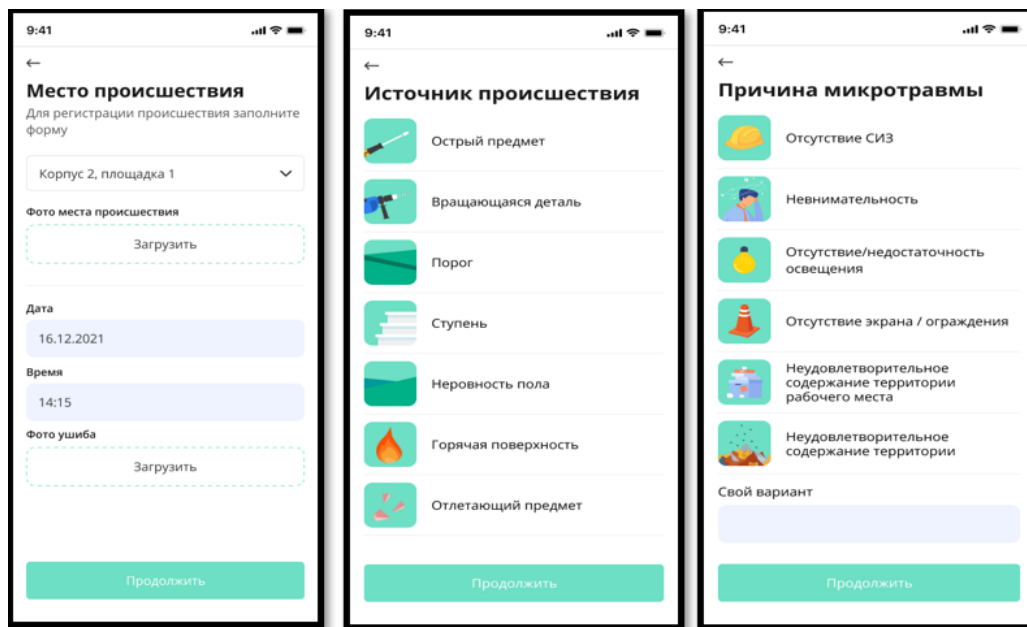 9:41
←
Место происшествия
Для регистрации происшествия заполните
форму
Корпус 2, площадка 1
Фото места происшествия
Загрузить
Дата
16.12.2021
Время
14:15
Фото ушиба
Загрузить
Продолжить
9:41
←
Источник происшествия
Острый предмет
Вращающаяся деталь
Порог
Ступень
Неровность пола
Горячая поверхность
Отлетающий предмет
Продолжить
9:41
←
Причина микротравмы
Отсутствие СИЗ
Невнимательность
Отсутствие/недостаточность
освещения
Отсутствие экрана / ограждения
Неудовлетворительное
содержание территории
рабочего места
Неудовлетворительное
содержание территории
Свой вариант
Продолжить